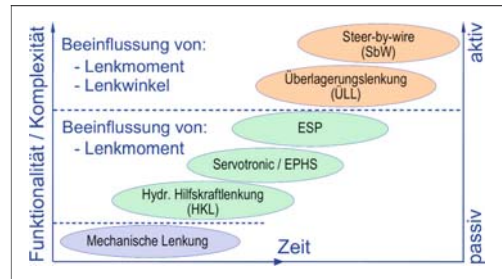 Funktionalität / Komplexität
Beeinflussung von:
- Lenkmoment
- Lenkwinkel
Steer-by-wire
(SbW)
Überlagerungslenkung
(ÜLL)
Beeinflussung von:
- Lenkmoment
ESP
Servotronic / EPHS
Hydr. Hilfskraftlenkung
(HKL)
Mechanische Lenkung
Zeit
aktiv
passiv